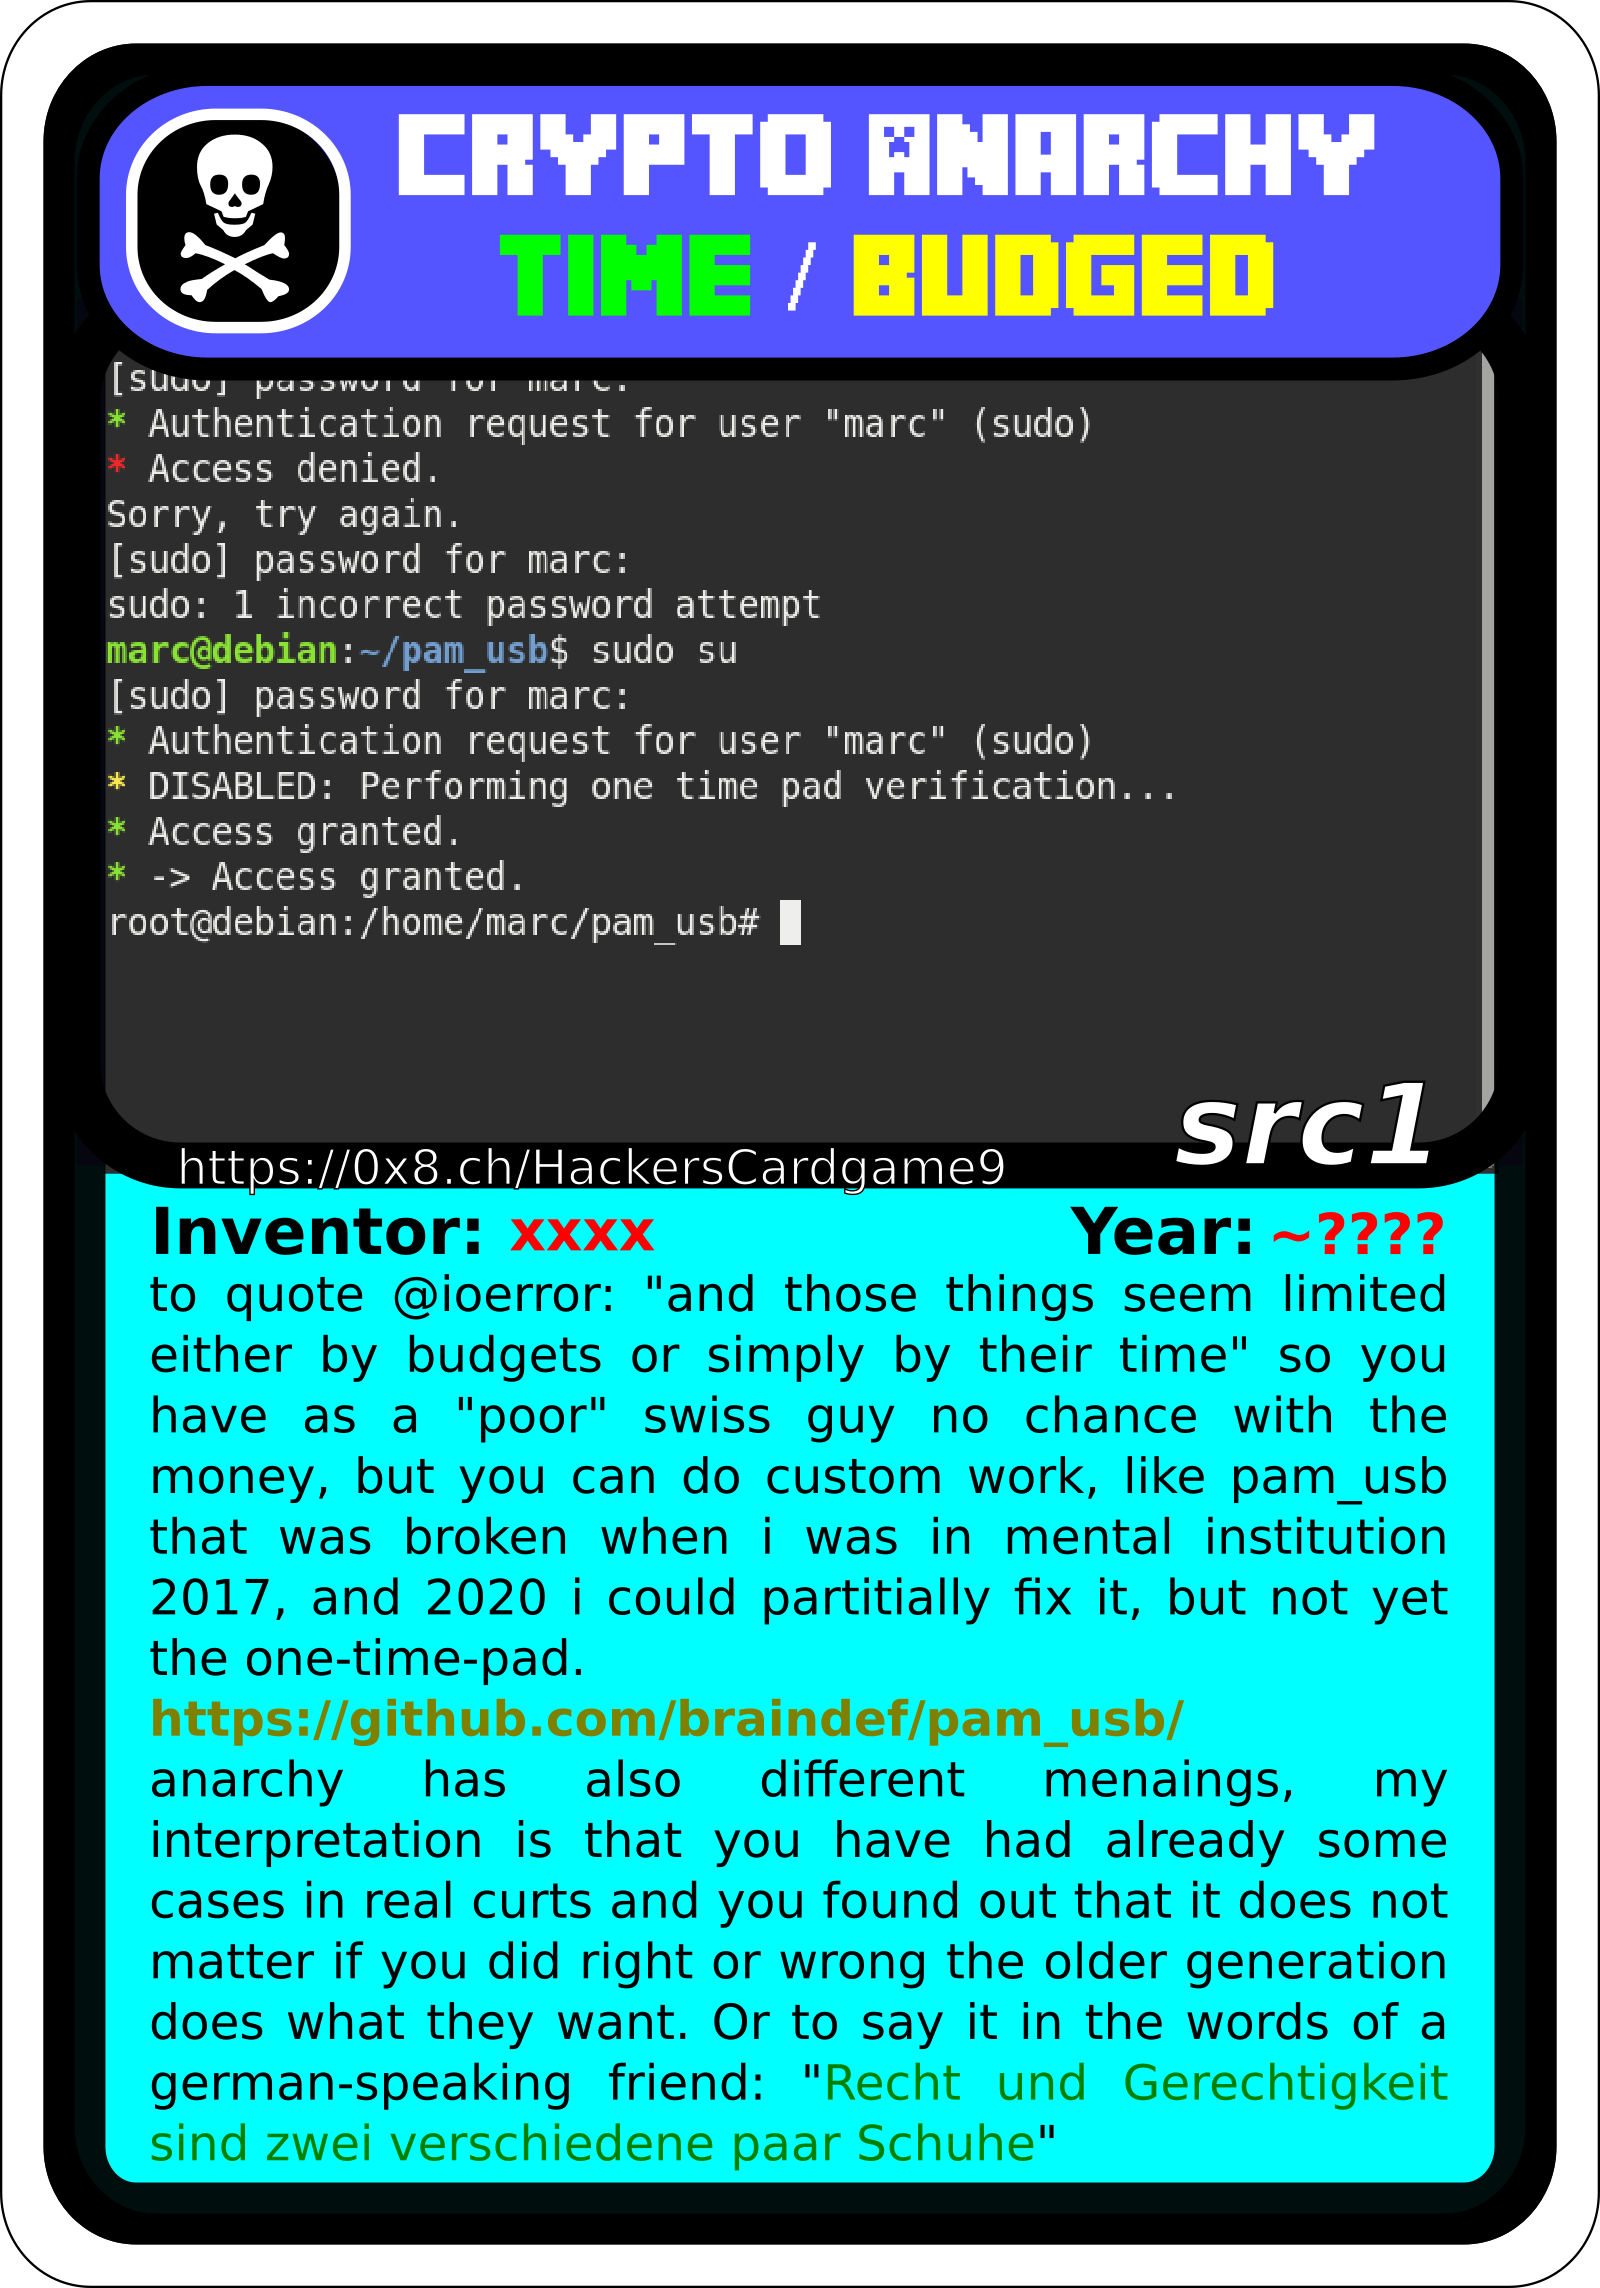 CRYPTO ANARCHY
TIME / BUDGED
[sudo] password for marc:
* Authentication request for user "marc" (sudo)
* Access denied.
Sorry, try again.
[sudo] password for marc:
sudo: 1 incorrect password attempt
marc@debian:~/pam_usb$ sudo su
[sudo] password for marc:
* Authentication request for user "marc" (sudo)
* DISABLED: Performing one time pad verification...
* Access granted.
* -> Access granted.
root@debian:/home/marc/pam_usb#
src1
https://0x8.ch/HackersCardgame9
Inventor: xxxx Year: ~????
to quote @ioerror: "and those things seem limited
either by budgets or simply by their time" so you
have as a "poor" swiss guy no chance with the
money, but you can do custom work, like pam_usb
that was broken when i was in mental institution
2017, and 2020 i could partitially fix it, but not yet
the one-time-pad.
https://github.com/braindef/pam_usb/
anarchy has also different menaings, my
interpretation is that you have had already some
cases in real curts and you found out that it does not
matter if you did right or wrong the older generation
does what they want. Or to say it in the words of a
german-speaking friend: "Recht und Gerechtigkeit
sind zwei verschiedene paar Schuhe"